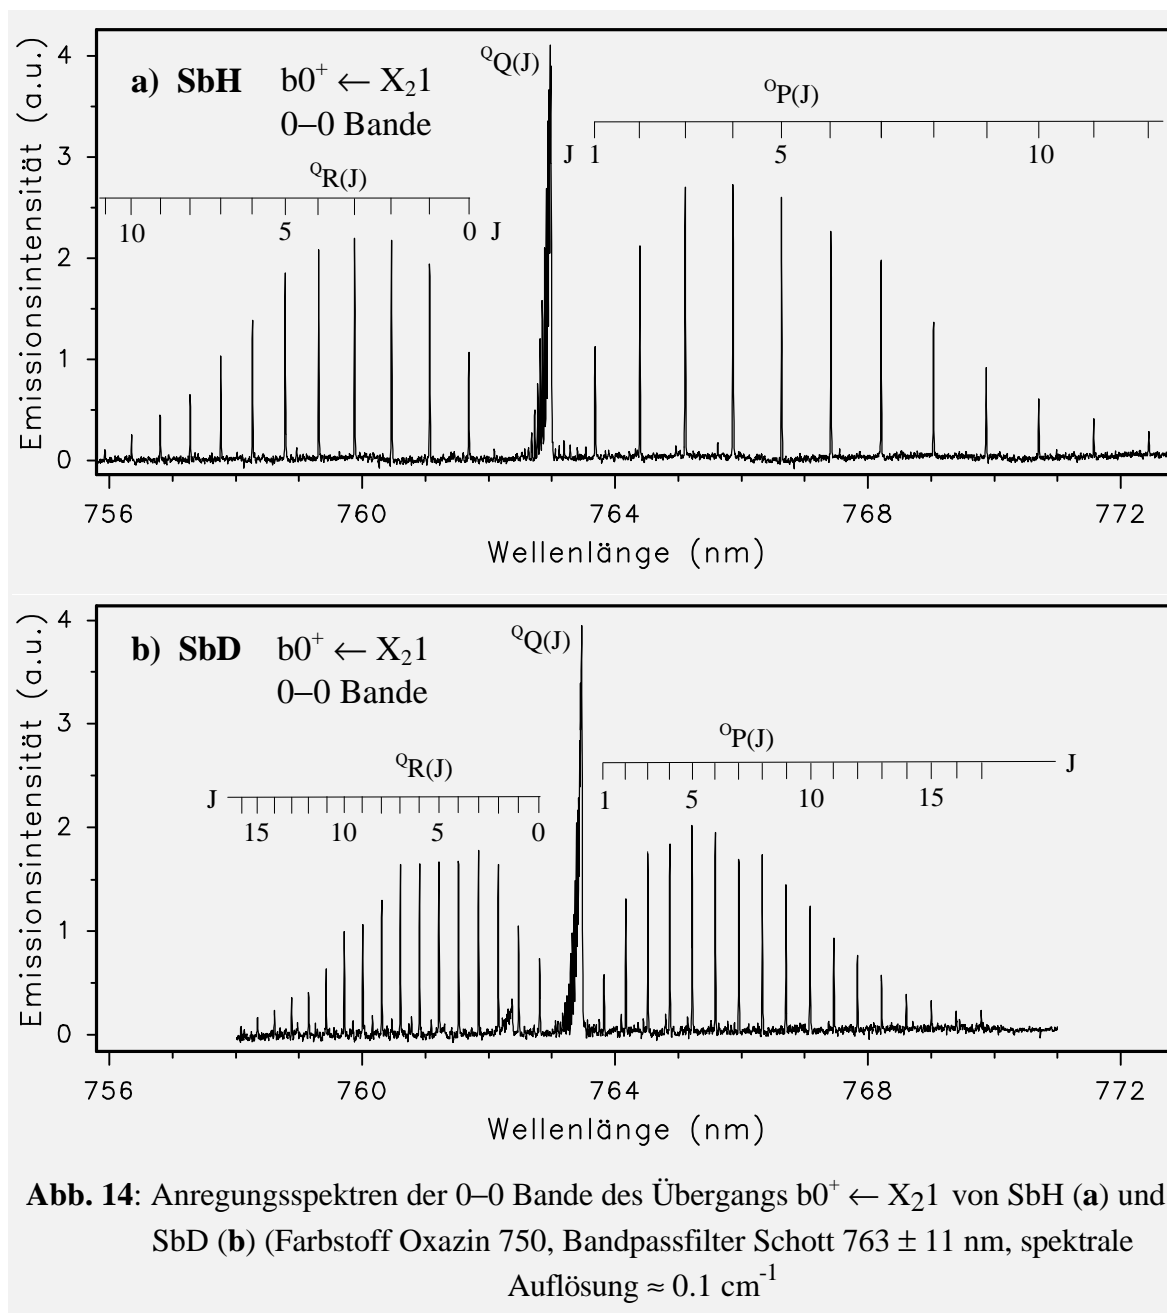 a) SbH b0⁺ ← X₂1
0–0 Bande
ᑫQ(J)
ᴼP(J)
J 1 5 10
ᑫR(J)
10 5 0 J
Emissionsintensität (a.u.)
4
3
2
1
0
756 760 764 768 772
Wellenlänge (nm)
b) SbD b0⁺ ← X₂1
0–0 Bande
ᑫQ(J)
ᴼP(J)
J
1 5 10 15
ᑫR(J)
J
15 10 5 0
Emissionsintensität (a.u.)
4
3
2
1
0
756 760 764 768 772
Wellenlänge (nm)
Abb. 14: Anregungsspektren der 0–0 Bande des Übergangs b0⁺ ← X₂1 von SbH (a) und
SbD (b) (Farbstoff Oxazin 750, Bandpassfilter Schott 763 ± 11 nm, spektrale
Auflösung ≈ 0.1 cm⁻¹